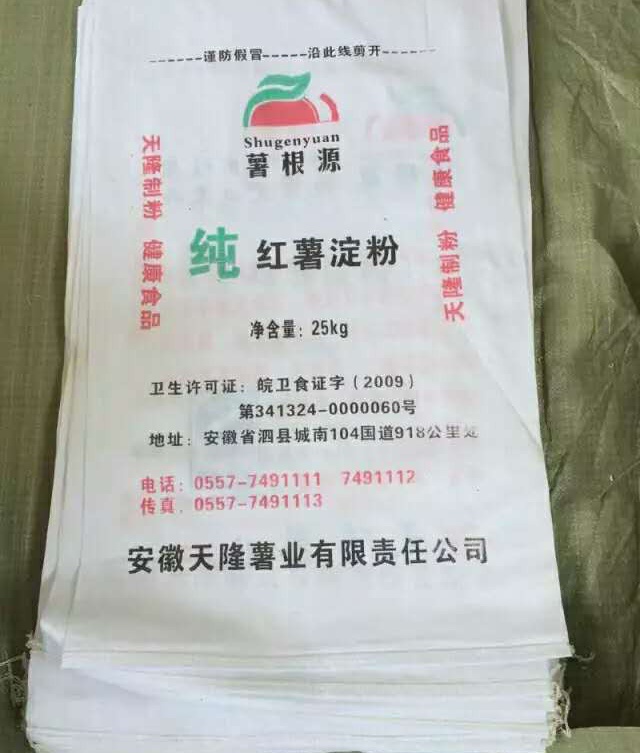 谨防假冒-----沿此线剪开
Shugenyuan
薯根源
天隆制粉 健康食品
天隆制粉 健康食品
纯 红薯淀粉
净含量：25kg
卫生许可证：皖卫食证字（2009）
第341324-0000060号
地址：安徽省泗县城南104国道918公里处
电话：0557-7491111 7491112
传真．0557-7491113
安徽天隆薯业有限责任公司